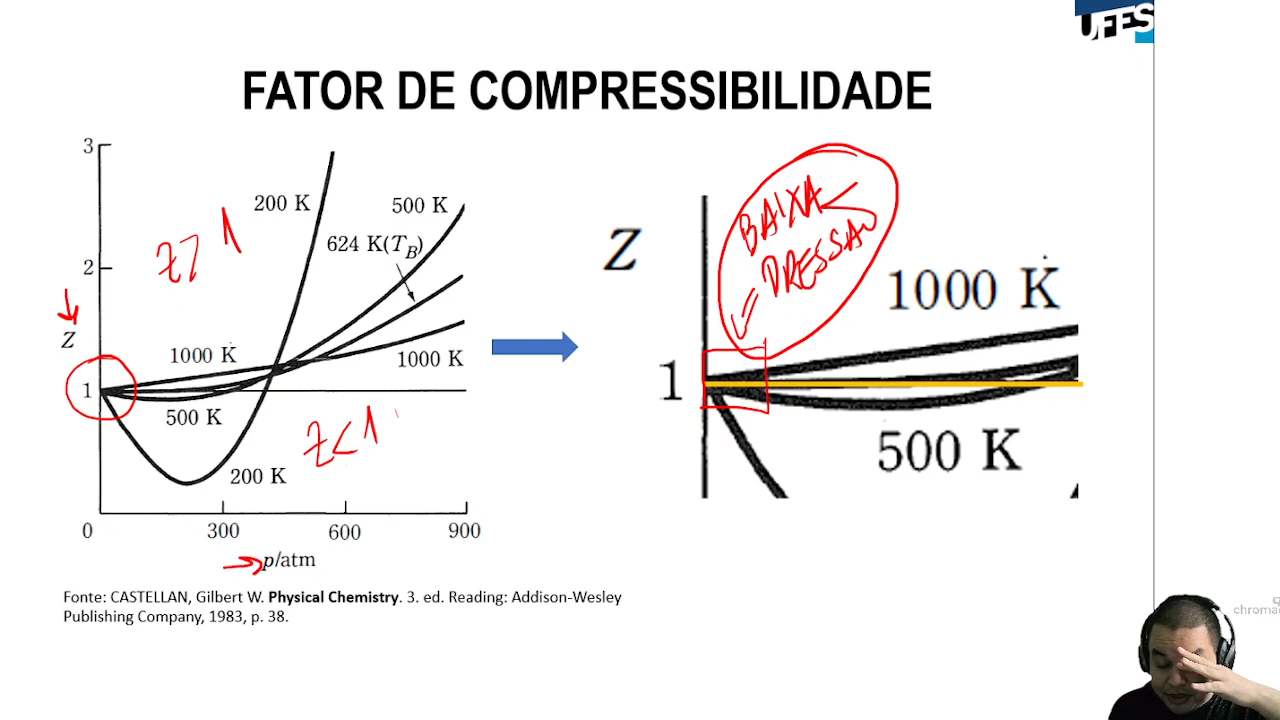 UFES
FATOR DE COMPRESSIBILIDADE
3
200 K
500 K
624 K(T_B)
Z > 1
2
Z
1000 K
1000 K
1
500 K
Z < 1
200 K
0
300
600
900
p/atm
BAIXA
PRESSÃO
Z
1000 K
1
500 K
Fonte: CASTELLAN, Gilbert W. Physical Chemistry. 3. ed. Reading: Addison-Wesley
Publishing Company, 1983, p. 38.